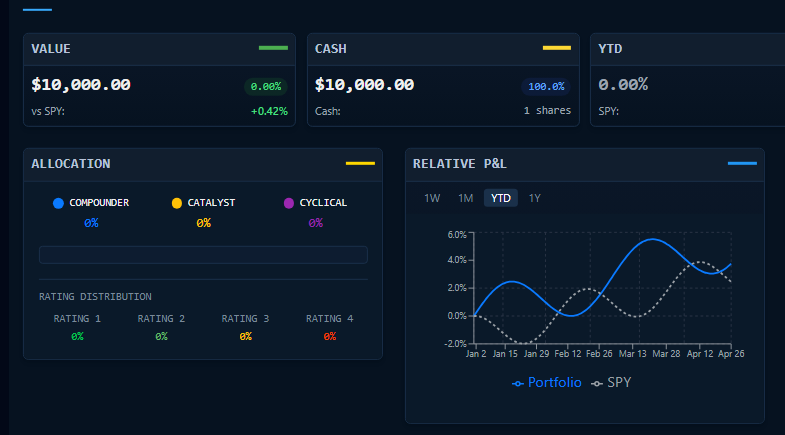 VALUE
$10,000.00 0.00%
vs SPY: +0.42%
CASH
$10,000.00 100.0%
Cash: 1 shares
YTD
0.00%
SPY:
ALLOCATION
COMPOUNDER CATALYST CYCLICAL
0% 0% 0%
RATING DISTRIBUTION
RATING 1 RATING 2 RATING 3 RATING 4
0% 0% 0% 0%
RELATIVE P&L
1W 1M YTD 1Y
6.0%
4.0%
2.0%
0.0%
-2.0%
Jan 2 Jan 15 Jan 29 Feb 12 Feb 26 Mar 13 Mar 28 Apr 12 Apr 26
Portfolio SPY